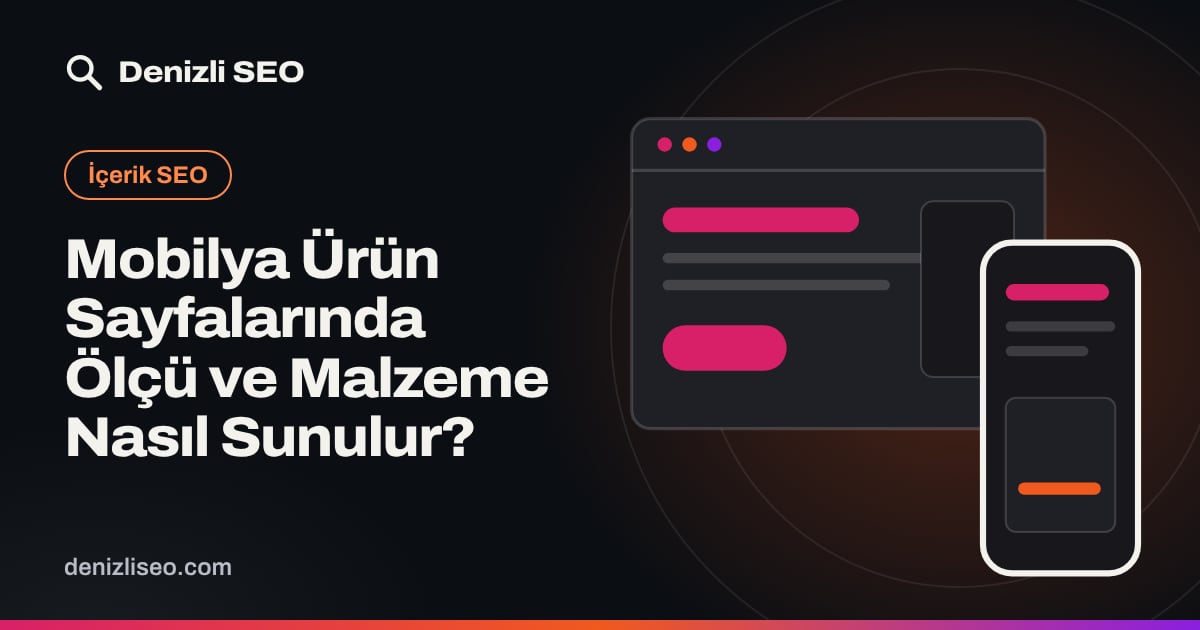 Denizli SEO
İçerik SEO
Mobilya Ürün
Sayfalarında
Ölçü ve Malzeme
Nasıl Sunulur?
denizliseo.com